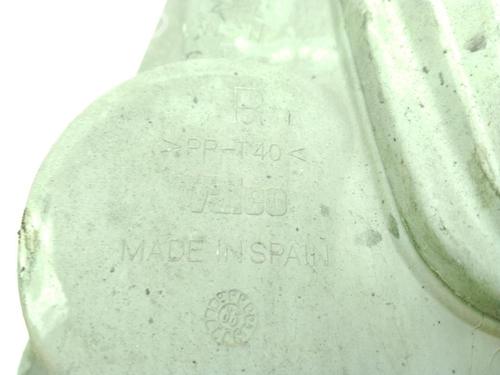 R
>PP-T40<
Valeo
MADE IN SPAIN